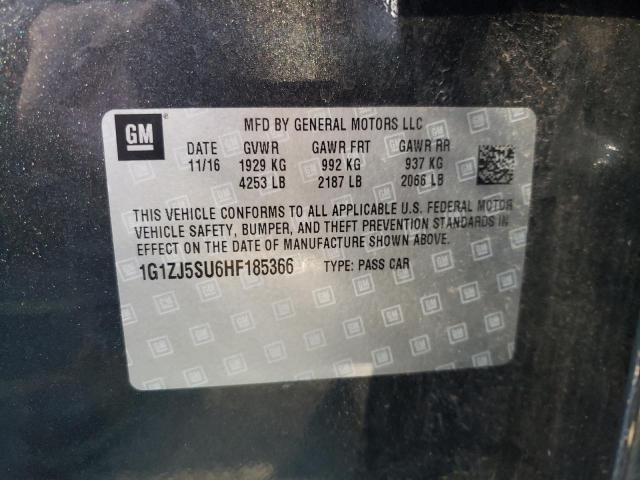 GM
MFD BY GENERAL MOTORS LLC
DATE GVWR GAWR FRT GAWR RR
11/16 1929 KG 992 KG 937 KG
4253 LB 2187 LB 2066 LB
THIS VEHICLE CONFORMS TO ALL APPLICABLE U.S. FEDERAL MOTOR
VEHICLE SAFETY, BUMPER, AND THEFT PREVENTION STANDARDS IN
EFFECT ON THE DATE OF MANUFACTURE SHOWN ABOVE.
1G1ZJ5SU6HF185366 TYPE: PASS CAR